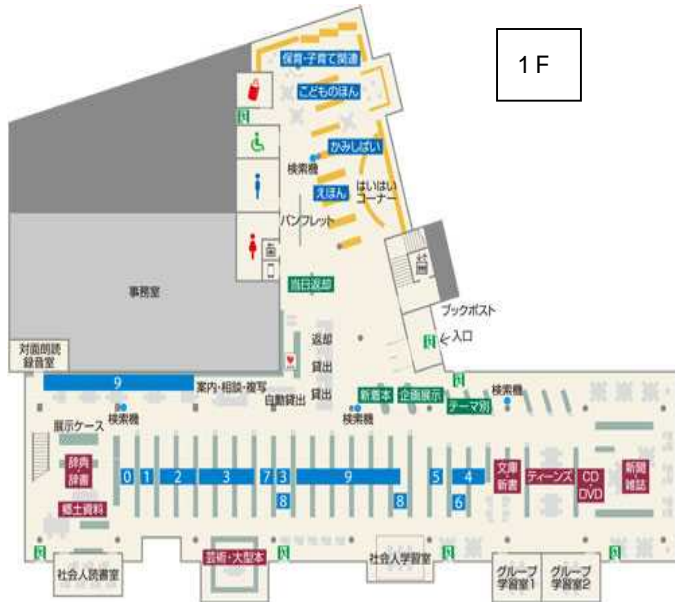 1F
保育・子育て関連
こどものほん
かみしばい
検索機
えほん
はいはい
コーナー
パンフレット
当日返却
事務室
ブックポスト
入口
返却
対面朗読
録音室
貸出
9
案内・相談・複写
自動貸出
貸出
新着本
企画展示
テーマ別
検索機
展示ケース
検索機
検索機
辞典
辞書
0
1
2
3
7
3
9
5
4
文庫
・
新書
ティーンズ
CD
・
DVD
新聞
・
雑誌
8
8
6
郷土資料
社会人読書室
芸術・大型本
社会人学習室
グループ
学習室1
グループ
学習室2